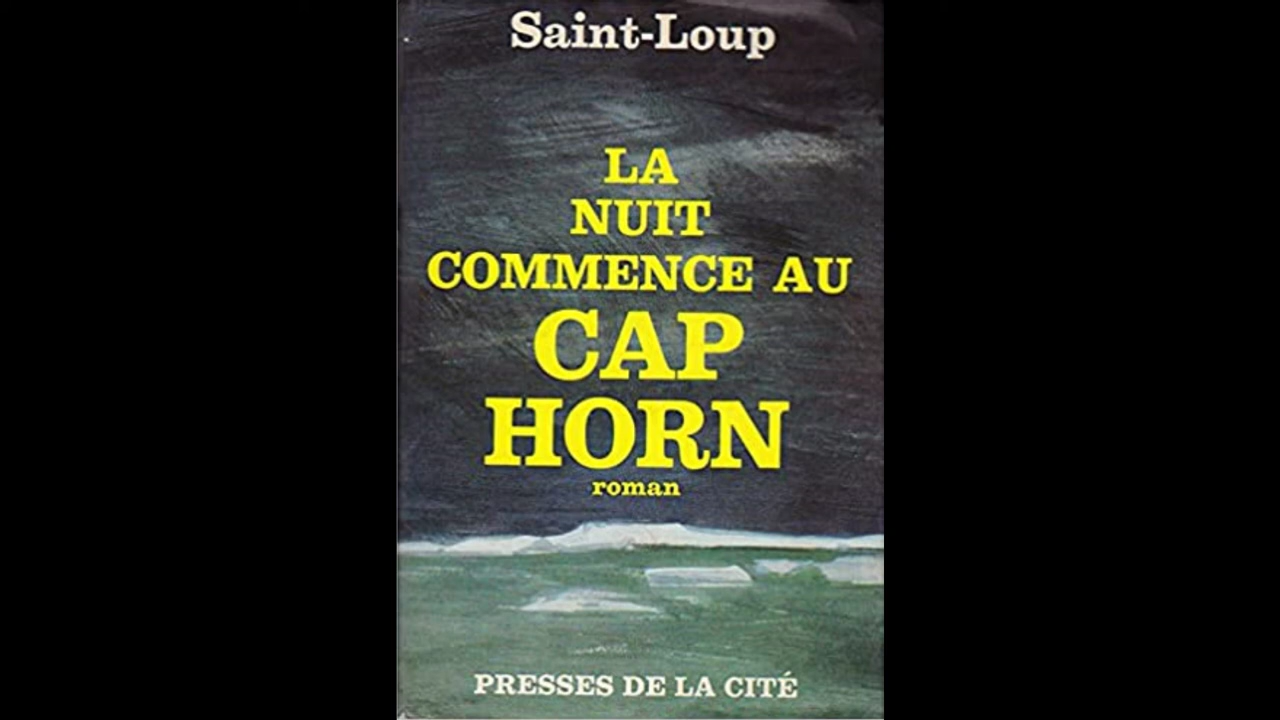 Saint-Loup
LA
NUIT
COMMENCE AU
CAP
HORN
roman
PRESSES DE LA CITÉ